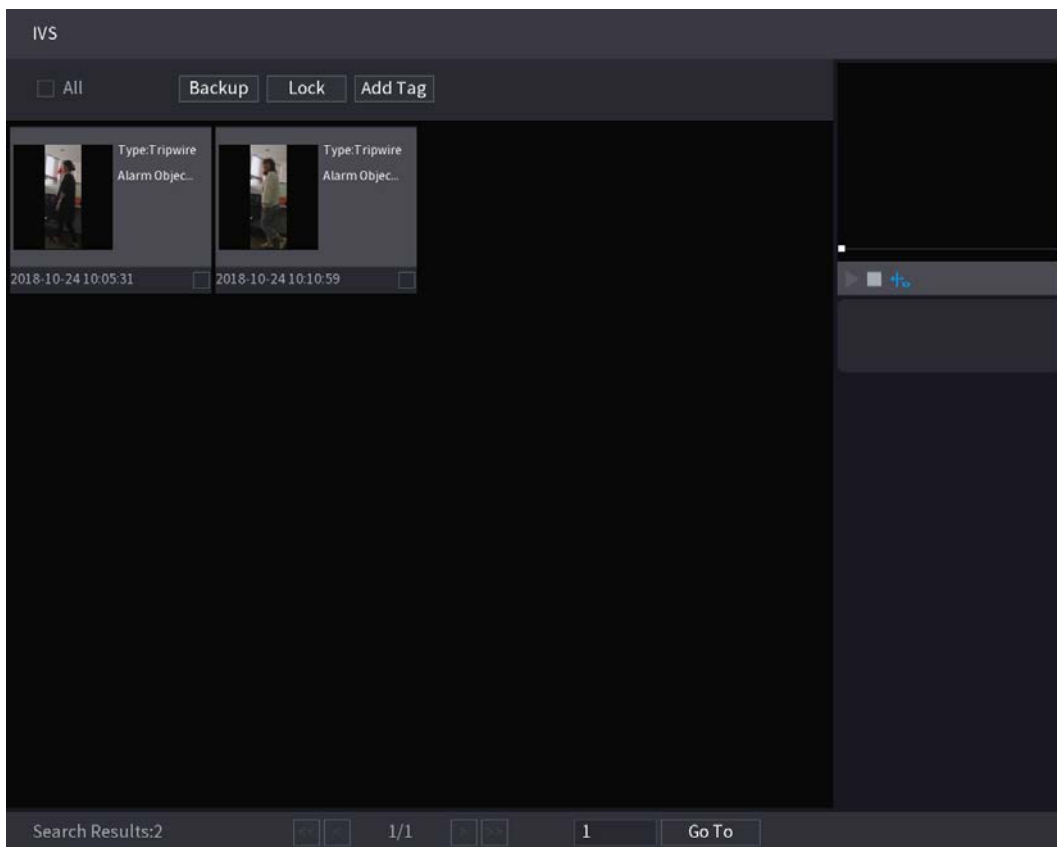 IVS
All Backup Lock Add Tag
Type:Tripwire
Alarm Objec...
2018-10-24 10:05:31
Type:Tripwire
Alarm Objec...
2018-10-24 10:10:59
Search Results:2 << < 1/1 > >> 1 Go To